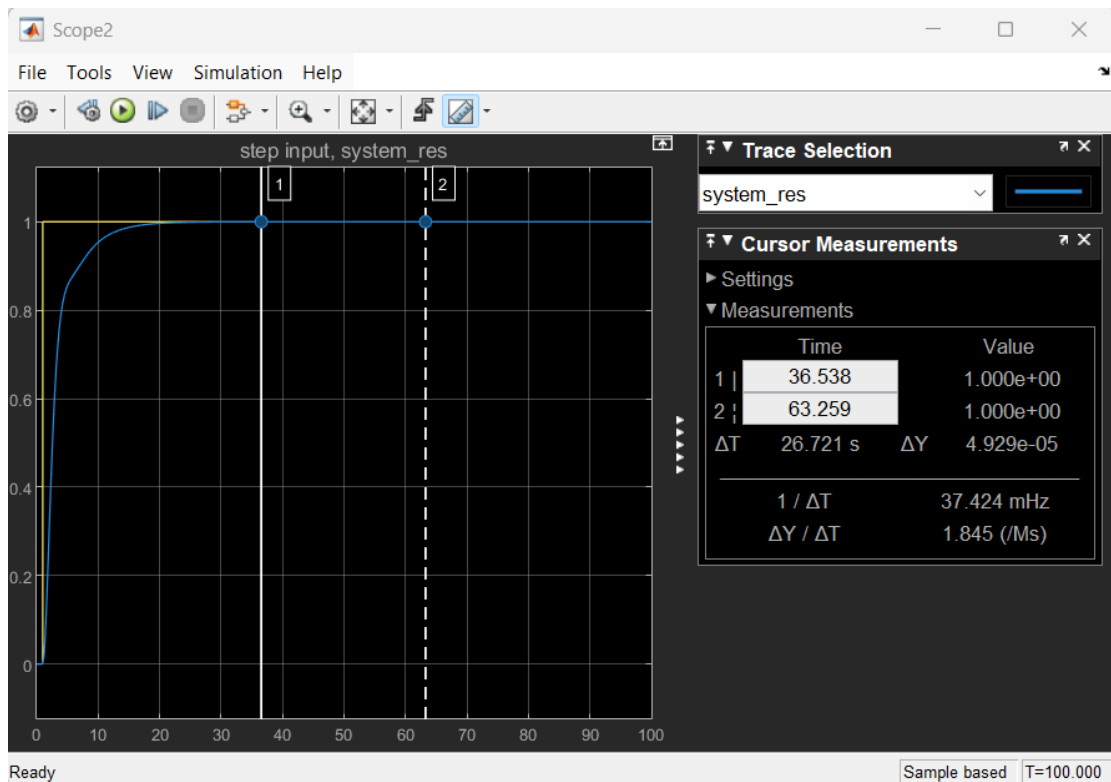 Scope2
File Tools View Simulation Help
step input, system_res
1
2
1
0.8
0.6
0.4
0.2
0
0 10 20 30 40 50 60 70 80 90 100
Trace Selection
system_res
Cursor Measurements
Settings
Measurements
Time Value
1 | 36.538 1.000e+00
2 ¦ 63.259 1.000e+00
ΔT 26.721 s ΔY 4.929e-05
1 / ΔT 37.424 mHz
ΔY / ΔT 1.845 (/Ms)
Ready Sample based T=100.000